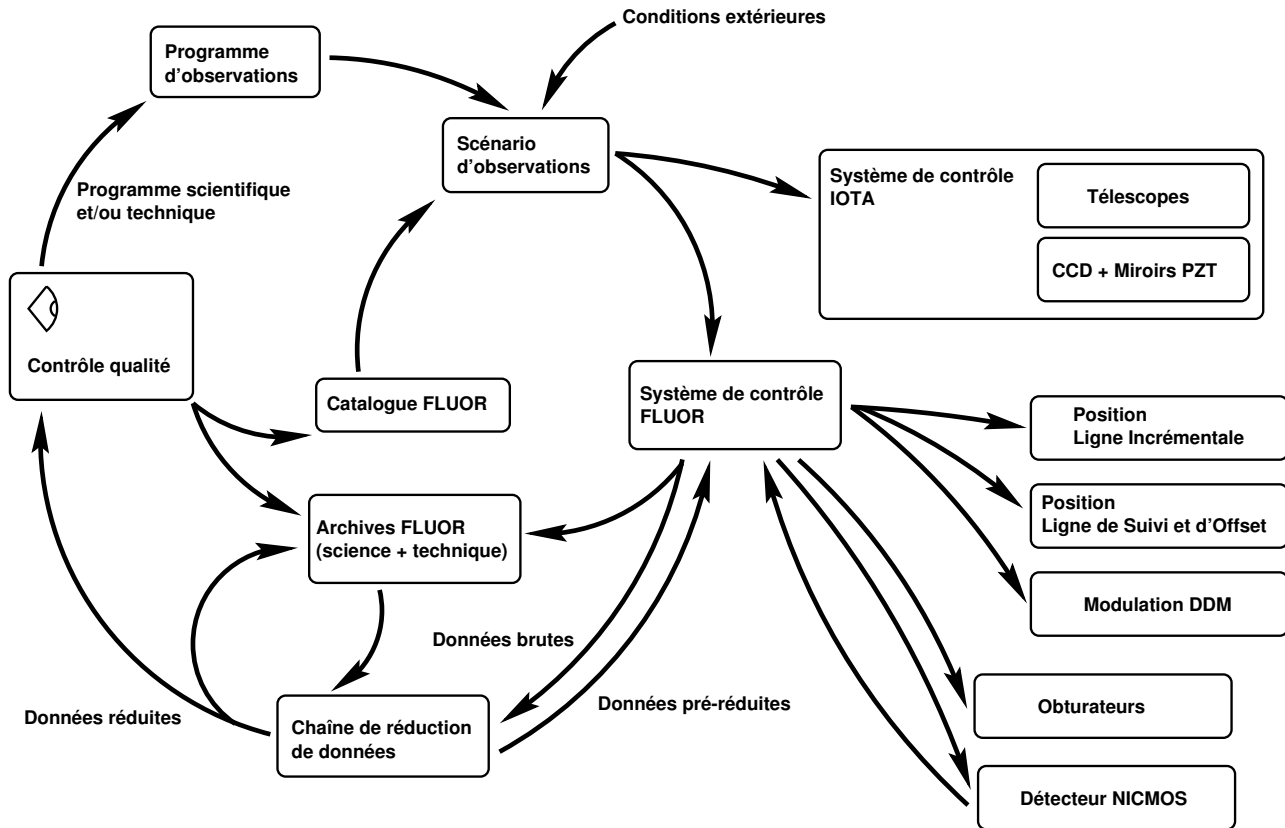 Conditions extérieures
Programme
d'observations
Scénario
d'observations
Programme scientifique
et/ou technique
Système de contrôle
IOTA
Télescopes
CCD + Miroirs PZT
Contrôle qualité
Catalogue FLUOR
Système de contrôle
FLUOR
Position
Ligne Incrémentale
Position
Ligne de Suivi et d'Offset
Archives FLUOR
(science + technique)
Modulation DDM
Données brutes
Données pré-réduites
Données réduites
Chaîne de réduction
de données
Obturateurs
Détecteur NICMOS